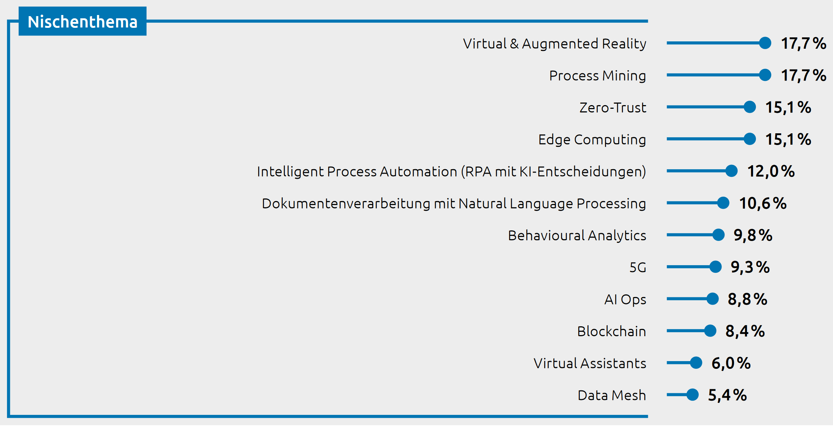 Nischenthema
Virtual & Augmented Reality 17,7 %
Process Mining 17,7 %
Zero-Trust 15,1 %
Edge Computing 15,1 %
Intelligent Process Automation (RPA mit KI-Entscheidungen) 12,0 %
Dokumentenverarbeitung mit Natural Language Processing 10,6 %
Behavioural Analytics 9,8 %
5G 9,3 %
AI Ops 8,8 %
Blockchain 8,4 %
Virtual Assistants 6,0 %
Data Mesh 5,4 %